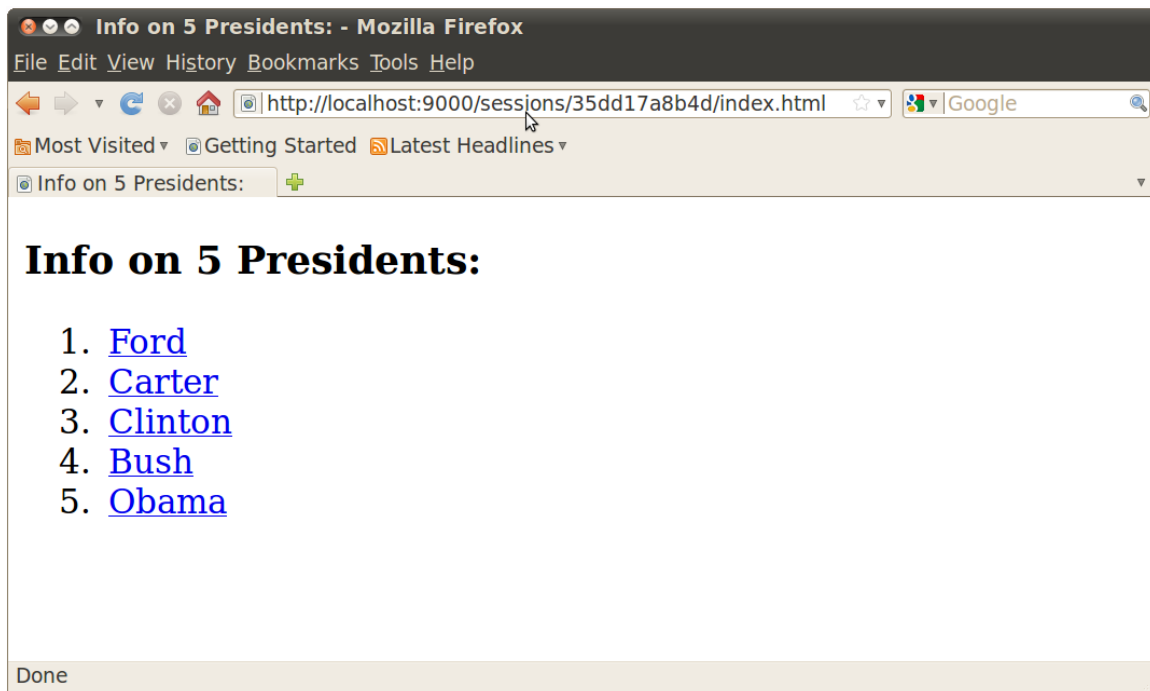 Info on 5 Presidents: - Mozilla Firefox
File Edit View History Bookmarks Tools Help
http://localhost:9000/sessions/35dd17a8b4d/index.html Google
Most Visited Getting Started Latest Headlines
Info on 5 Presidents:
Info on 5 Presidents:
1. Ford
2. Carter
3. Clinton
4. Bush
5. Obama
Done